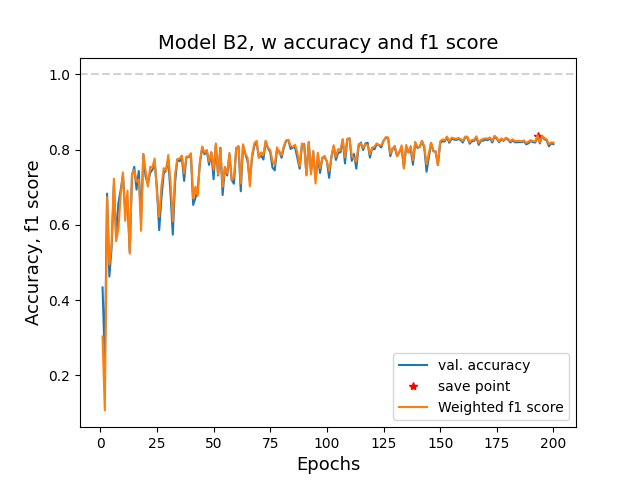 Model B2, w accuracy and f1 score
1.0
0.8
0.6
0.4
0.2
Accuracy, f1 score
val. accuracy
save point
Weighted f1 score
0 25 50 75 100 125 150 175 200
Epochs